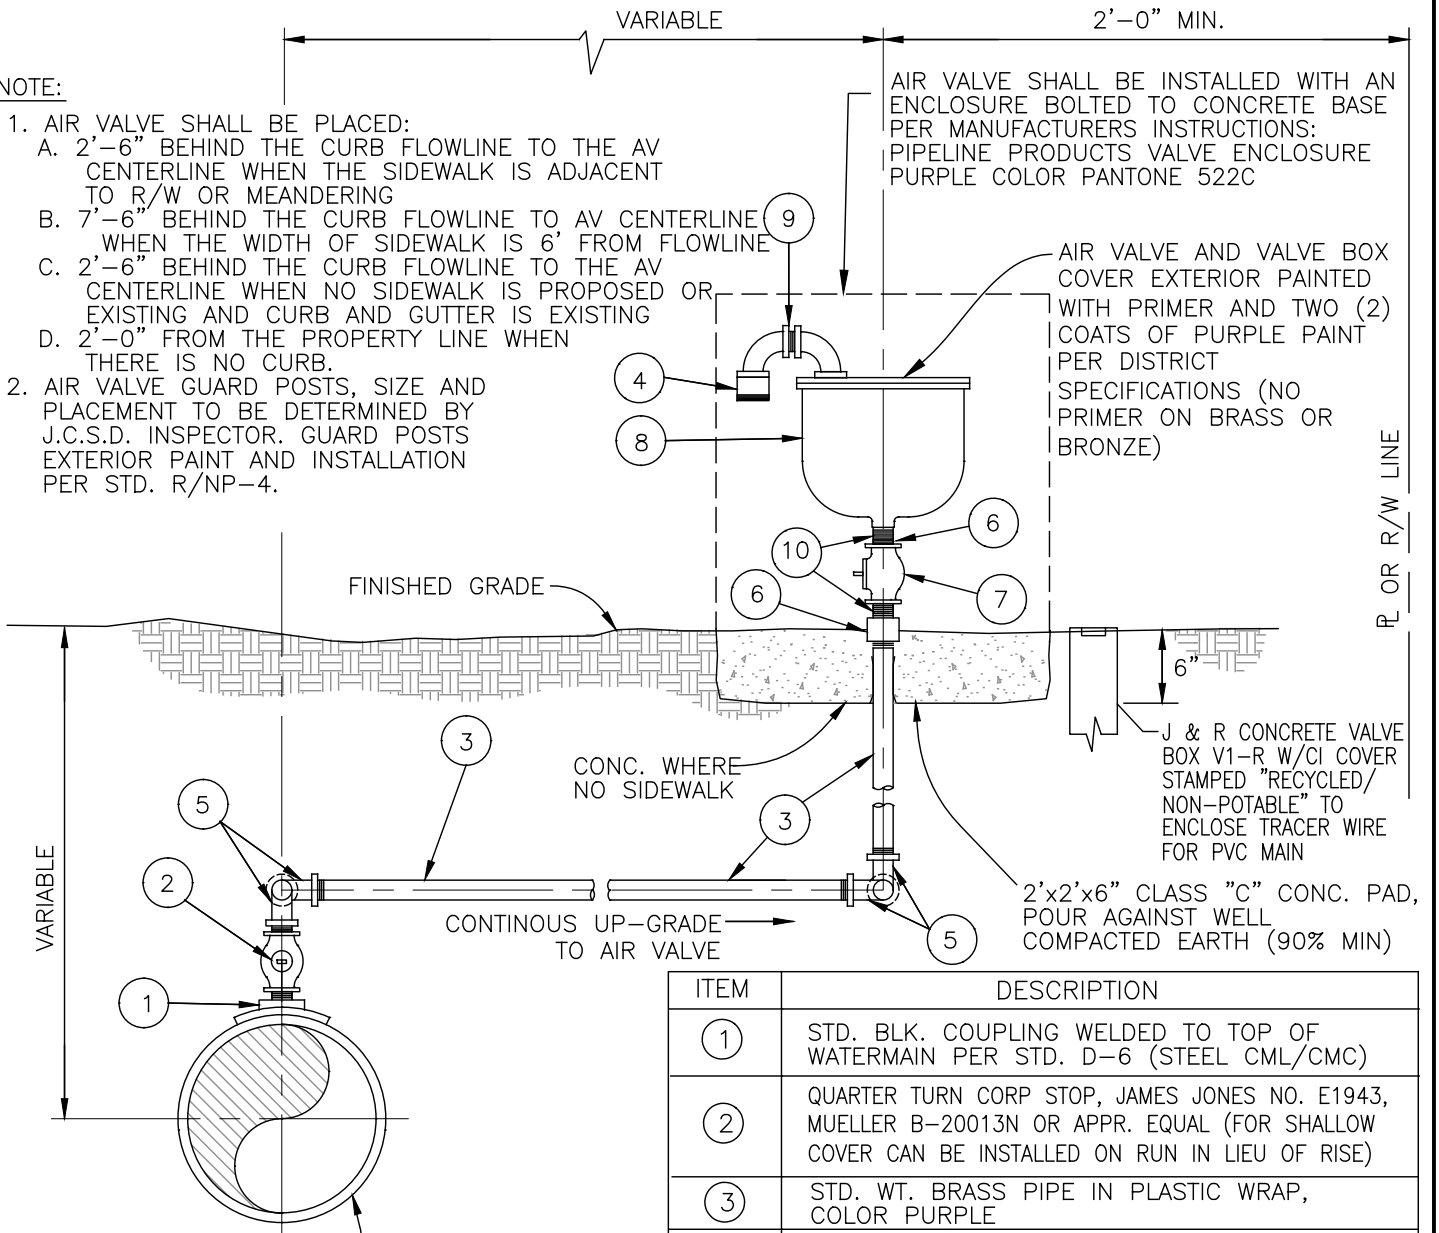 VARIABLE
2'-0" MIN.
NOTE:
1. AIR VALVE SHALL BE PLACED:
A. 2'-6" BEHIND THE CURB FLOWLINE TO THE AV
CENTERLINE WHEN THE SIDEWALK IS ADJACENT
TO R/W OR MEANDERING
B. 7'-6" BEHIND THE CURB FLOWLINE TO AV CENTERLINE
WHEN THE WIDTH OF SIDEWALK IS 6' FROM FLOWLINE
C. 2'-6" BEHIND THE CURB FLOWLINE TO THE AV
CENTERLINE WHEN NO SIDEWALK IS PROPOSED OR
EXISTING AND CURB AND GUTTER IS EXISTING
D. 2'-0" FROM THE PROPERTY LINE WHEN
THERE IS NO CURB.
2. AIR VALVE GUARD POSTS, SIZE AND
PLACEMENT TO BE DETERMINED BY
J.C.S.D. INSPECTOR. GUARD POSTS
EXTERIOR PAINT AND INSTALLATION
PER STD. R/NP-4.
AIR VALVE SHALL BE INSTALLED WITH AN
ENCLOSURE BOLTED TO CONCRETE BASE
PER MANUFACTURERS INSTRUCTIONS:
PIPELINE PRODUCTS VALVE ENCLOSURE
PURPLE COLOR PANTONE 522C
9
AIR VALVE AND VALVE BOX
COVER EXTERIOR PAINTED
WITH PRIMER AND TWO (2)
COATS OF PURPLE PAINT
PER DISTRICT
SPECIFICATIONS (NO
PRIMER ON BRASS OR
BRONZE)
4
8
PL OR R/W LINE
6
10
7
6
FINISHED GRADE
6"
3
CONC. WHERE
NO SIDEWALK
J & R CONCRETE VALVE
BOX V1-R W/CI COVER
STAMPED "RECYCLED/
NON-POTABLE" TO
ENCLOSE TRACER WIRE
FOR PVC MAIN
5
3
VARIABLE
2
CONTINOUS UP-GRADE
TO AIR VALVE
5
2'x2'x6" CLASS "C" CONC. PAD,
POUR AGAINST WELL
COMPACTED EARTH (90% MIN)
1
ITEM DESCRIPTION
1 STD. BLK. COUPLING WELDED TO TOP OF
WATERMAIN PER STD. D-6 (STEEL CML/CMC)
2 QUARTER TURN CORP STOP, JAMES JONES NO. E1943,
MUELLER B-20013N OR APPR. EQUAL (FOR SHALLOW
COVER CAN BE INSTALLED ON RUN IN LIEU OF RISE)
3 STD. WT. BRASS PIPE IN PLASTIC WRAP,
COLOR PURPLE